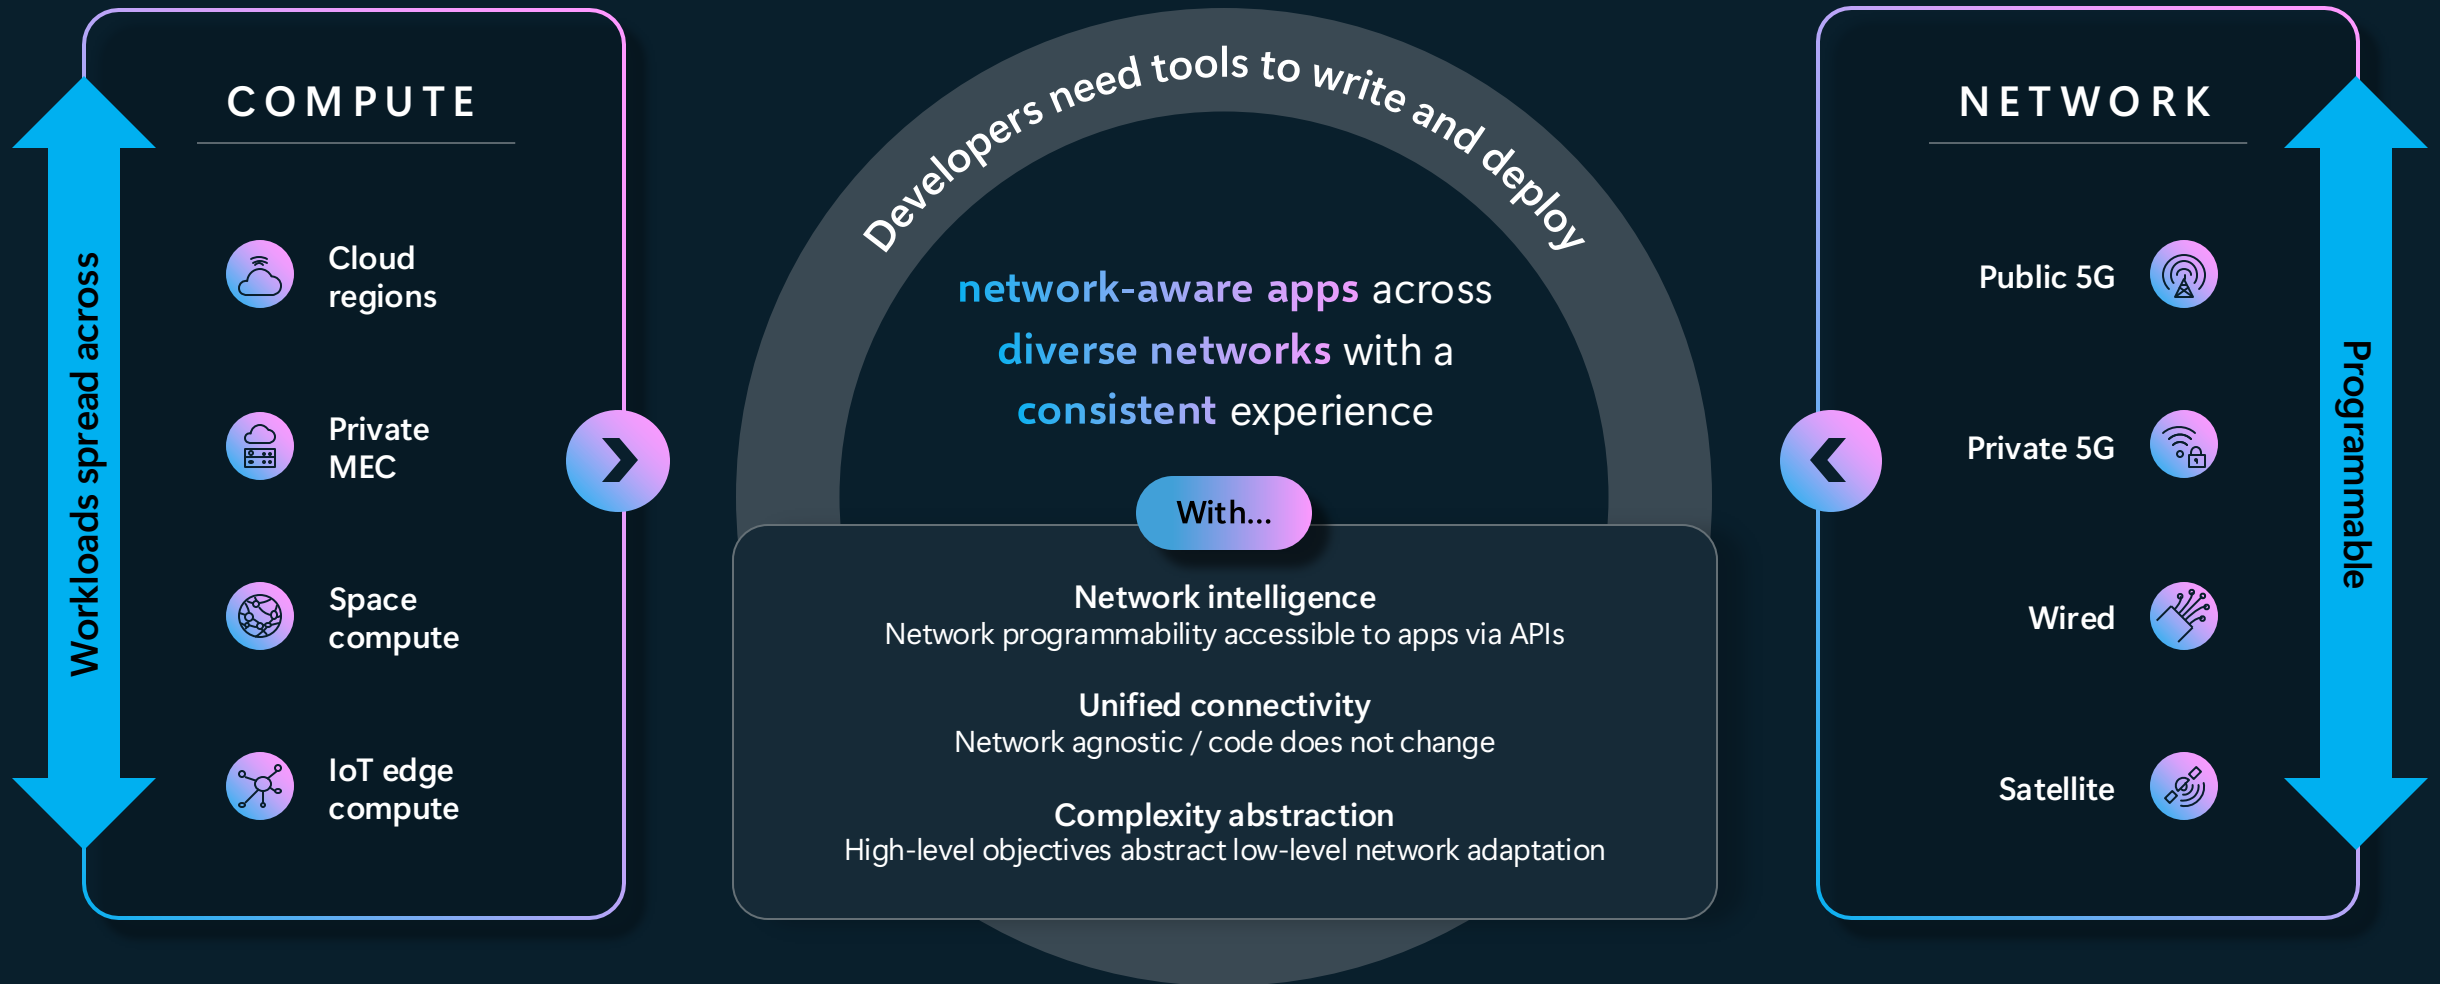 Workloads spread across
COMPUTE
Cloud
regions
Private
MEC
Space
compute
IoT edge
compute
Developers need tools to write and deploy
network-aware apps across
diverse networks with a
consistent experience
With...
Network intelligence
Network programmability accessible to apps via APIs
Unified connectivity
Network agnostic / code does not change
Complexity abstraction
High-level objectives abstract low-level network adaptation
NETWORK
Public 5G
Private 5G
Wired
Satellite
Programmable